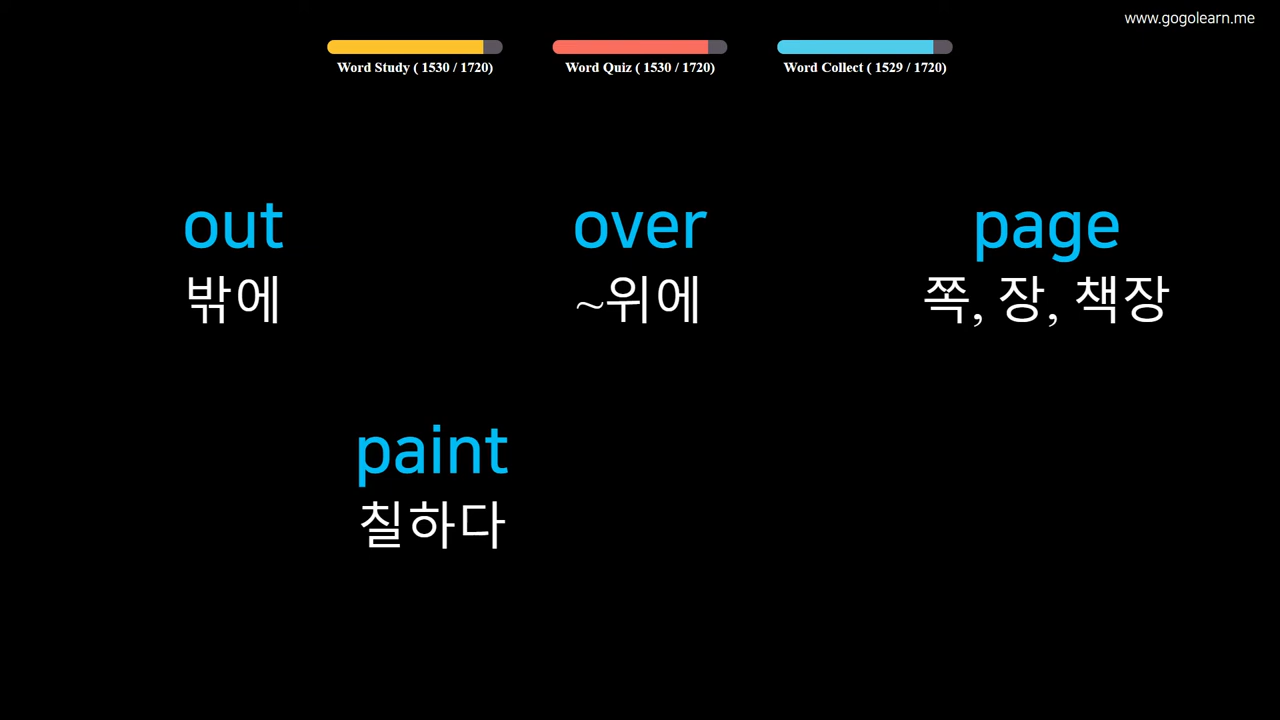 www.gogolearn.me
Word Study ( 1530 / 1720)
Word Quiz ( 1530 / 1720)
Word Collect ( 1529 / 1720)
out
밖에
over
~위에
page
쪽, 장, 책장
paint
칠하다